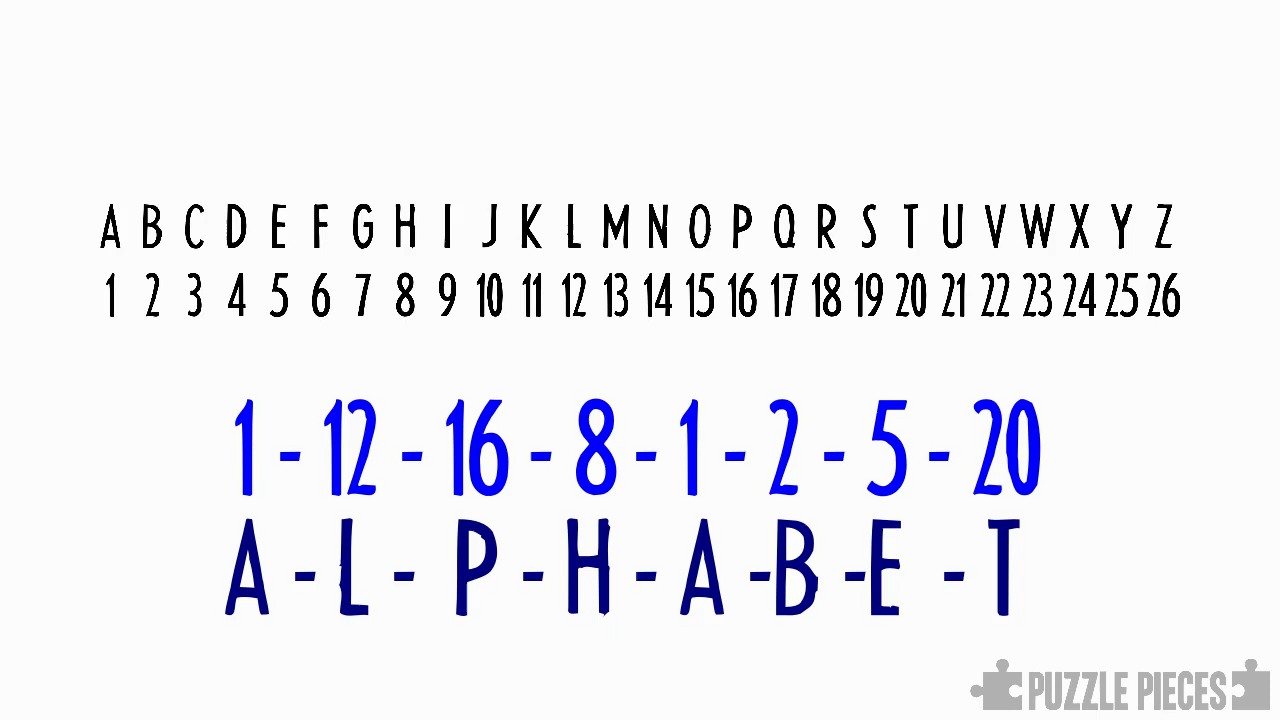 A B C D E F G H I J K L M N O P Q R S T U V W X Y Z
1 2 3 4 5 6 7 8 9 10 11 12 13 14 15 16 17 18 19 20 21 22 23 24 25 26
1 - 12 - 16 - 8 - 1 - 2 - 5 - 20
A - L - P - H - A - B - E - T
PUZZLE PIECES